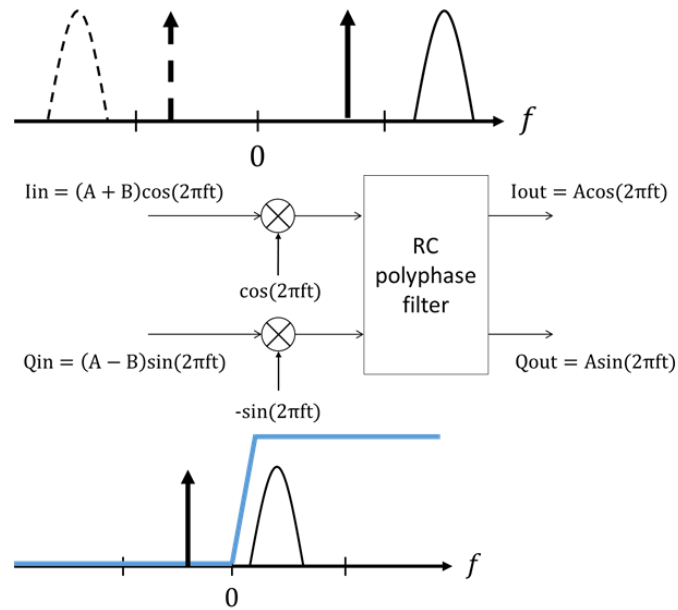 f
0
Iin = (A + B)cos(2πft)
Iout = Acos(2πft)
RC
polyphase
filter
cos(2πft)
Qin = (A − B)sin(2πft)
Qout = Asin(2πft)
-sin(2πft)
f
0